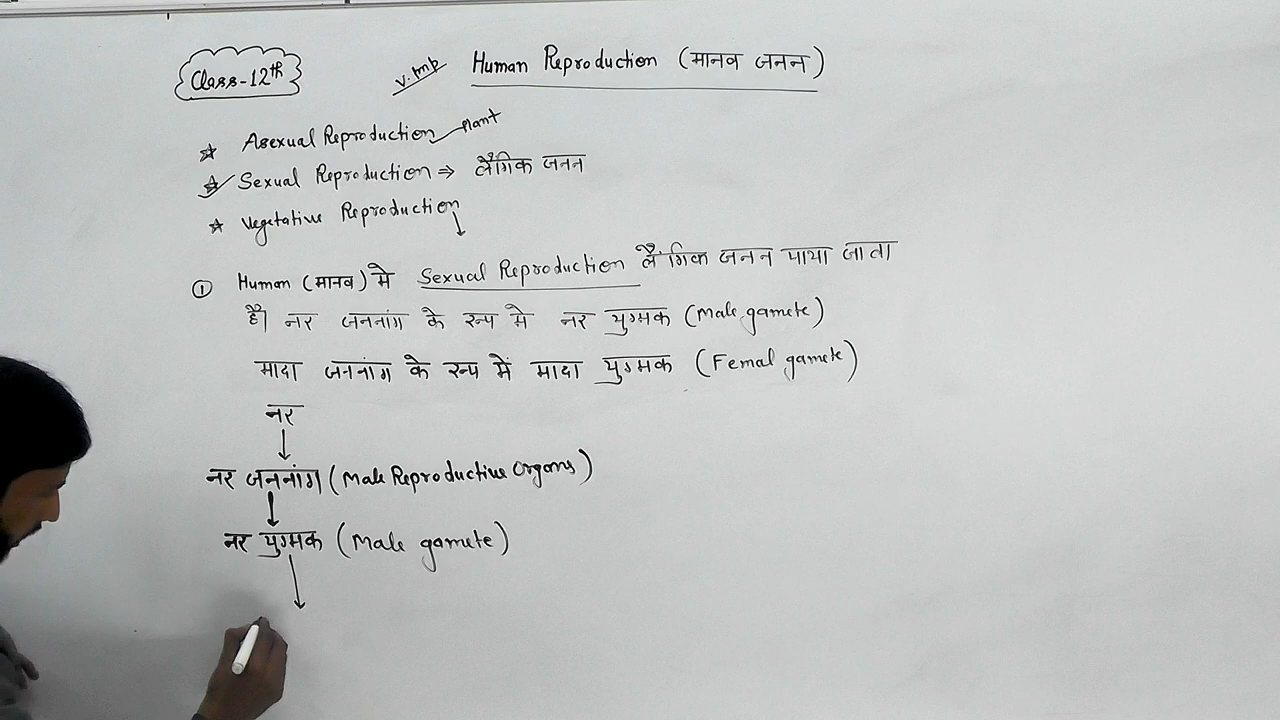 Class-12th
V.Imp Human Reproduction (मानव जनन)
☆ Asexual Reproduction Plant
☆ Sexual Reproduction ⇒ लैंगिक जनन
☆ Vegetative Reproduction ↓
① Human (मानव) मे Sexual Reproduction लैंगिक जनन पाया जाता
है। नर जननांग के रूप मे नर युग्मक (Male gamete)
मादा जननांग के रूप में मादा युग्मक (Femal gamete)
नर
↓
नर जननांग (Male Reproductive Organs)
↓
नर युग्मक (Male gamete)
↓